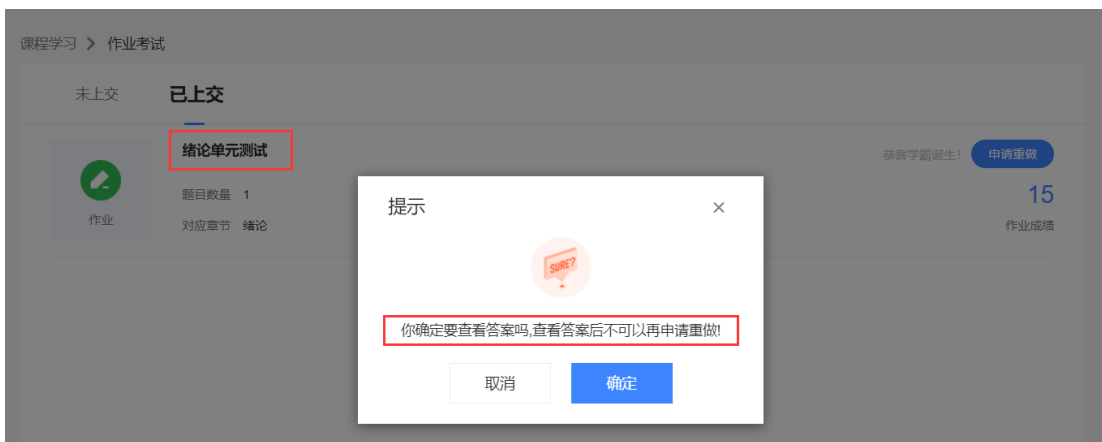 课程学习 > 作业考试
未上交 已上交
绪论单元测试
恭喜学霸诞生! 申请重做
题目数量 1
15
作业
对应章节 绪论
作业成绩
提示 ×
SURE?
你确定要查看答案吗,查看答案后不可以再申请重做!
取消 确定